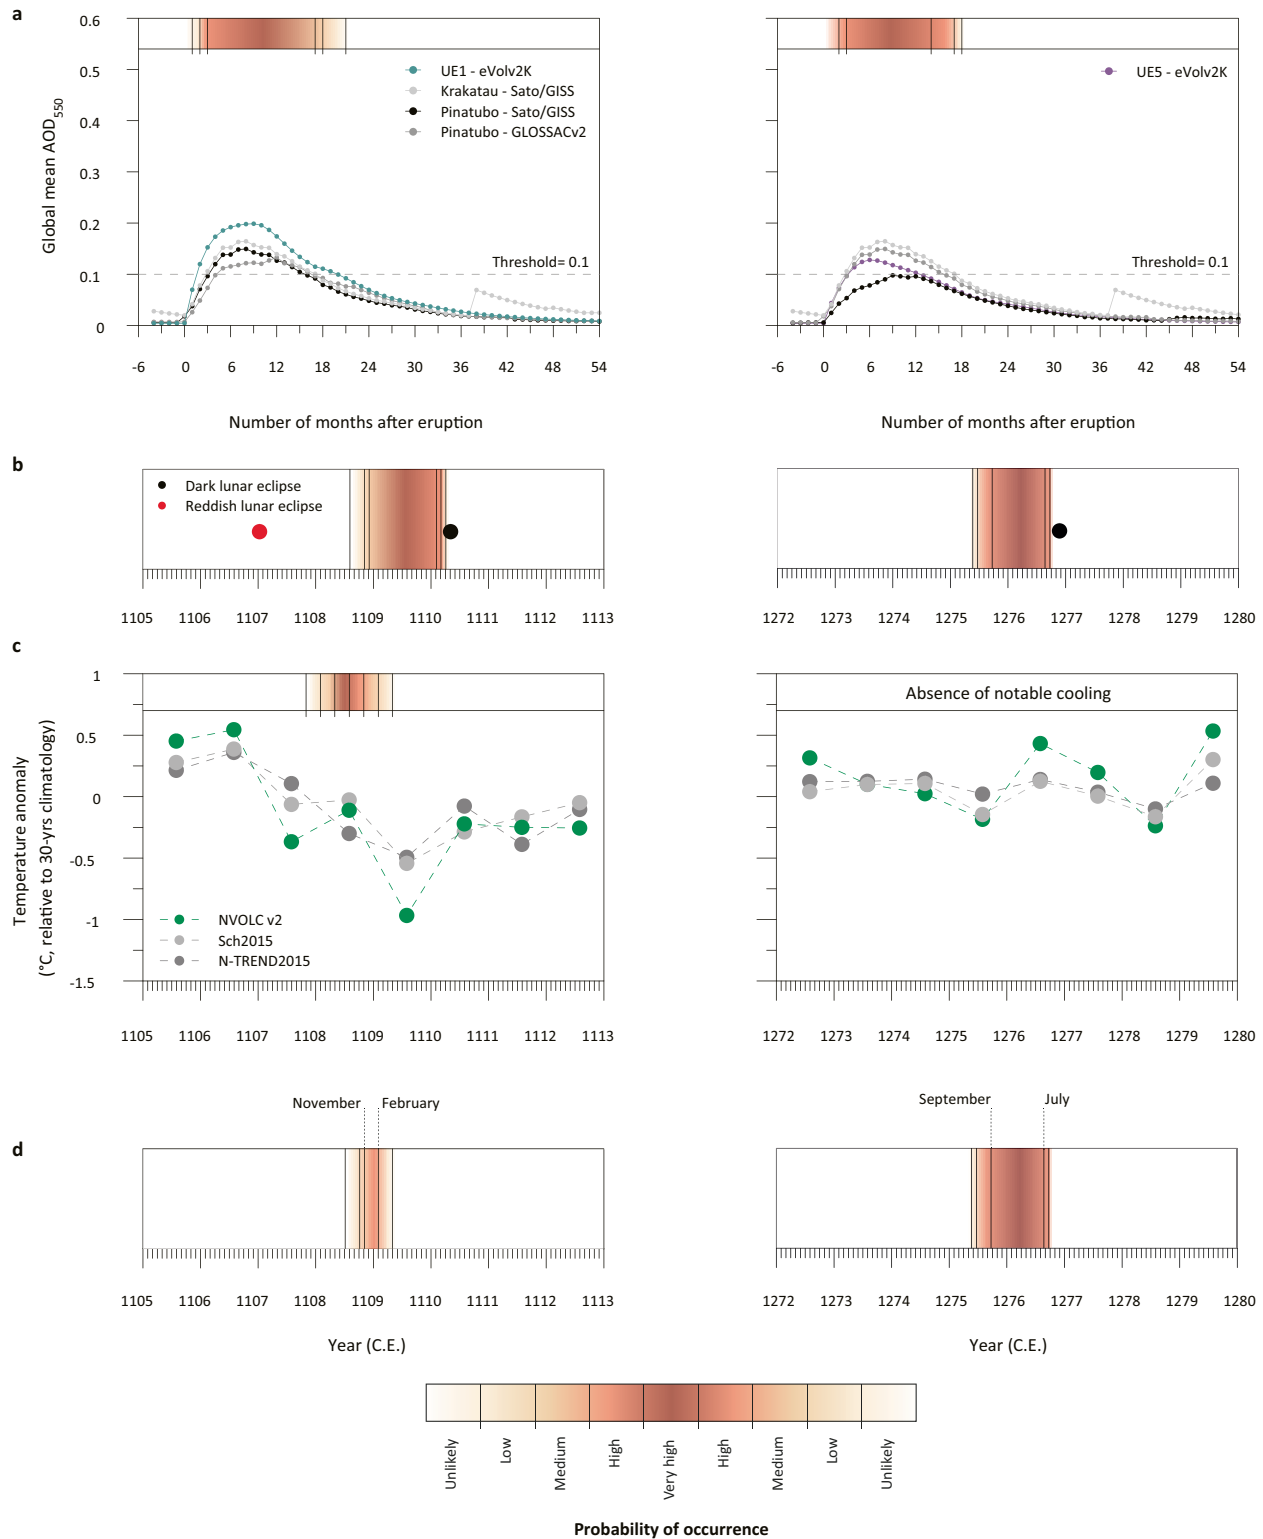 a
0.6
0.5
0.4
0.3
0.2
0.1
0
Global mean AOD550
UE1 - eVolv2K
Krakatau - Sato/GISS
Pinatubo - Sato/GISS
Pinatubo - GLOSSACv2
Threshold= 0.1
-6 0 6 12 18 24 30 36 42 48 54
Number of months after eruption
UE5 - eVolv2K
Threshold= 0.1
-6 0 6 12 18 24 30 36 42 48 54
Number of months after eruption
b
Dark lunar eclipse
Reddish lunar eclipse
1105 1106 1107 1108 1109 1110 1111 1112 1113
1272 1273 1274 1275 1276 1277 1278 1279 1280
c
1
0.5
0
-0.5
-1
-1.5
Temperature anomaly
(°C, relative to 30-yrs climatology)
NVOLC v2
Sch2015
N-TREND2015
1105 1106 1107 1108 1109 1110 1111 1112 1113
Absence of notable cooling
1272 1273 1274 1275 1276 1277 1278 1279 1280
d
November February
1105 1106 1107 1108 1109 1110 1111 1112 1113
Year (C.E.)
September July
1272 1273 1274 1275 1276 1277 1278 1279 1280
Year (C.E.)
Unlikely
Low
Medium
High
Very high
High
Medium
Low
Unlikely
Probability of occurrence